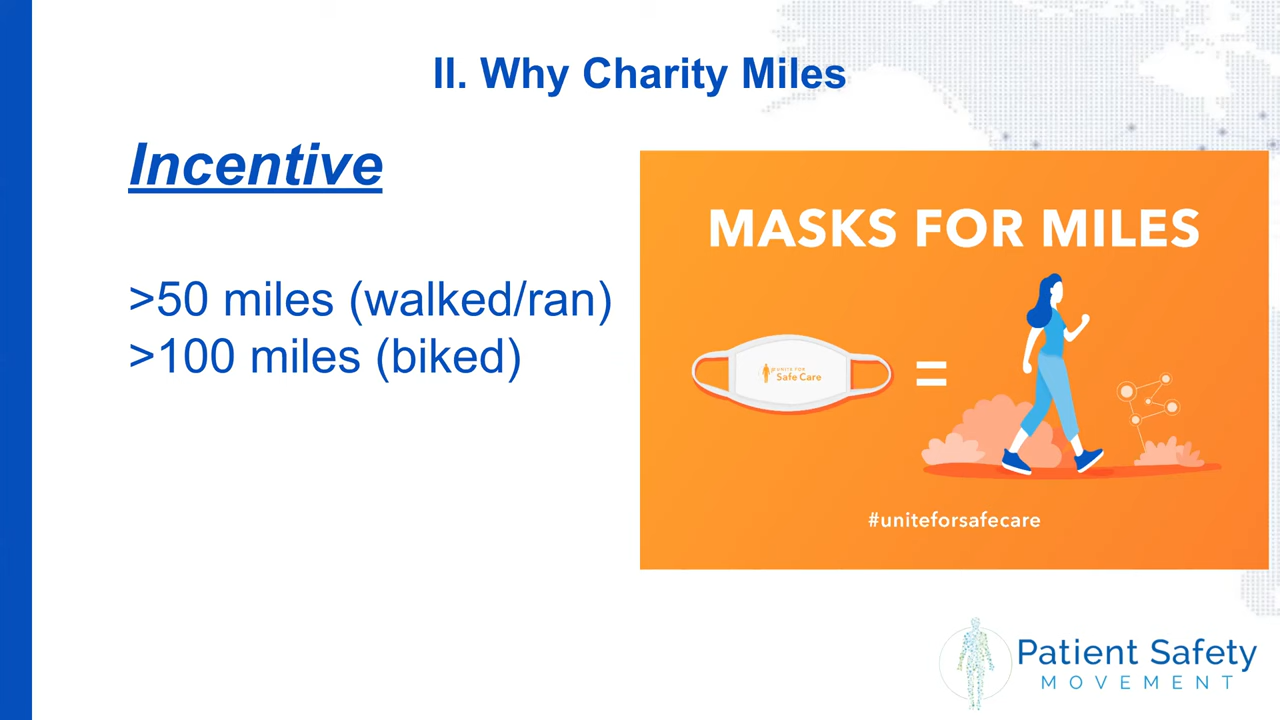 II. Why Charity Miles
Incentive
>50 miles (walked/ran)
>100 miles (biked)
MASKS FOR MILES
UNITE FOR
Safe Care
=
#uniteforsafecare
Patient Safety
MOVEMENT